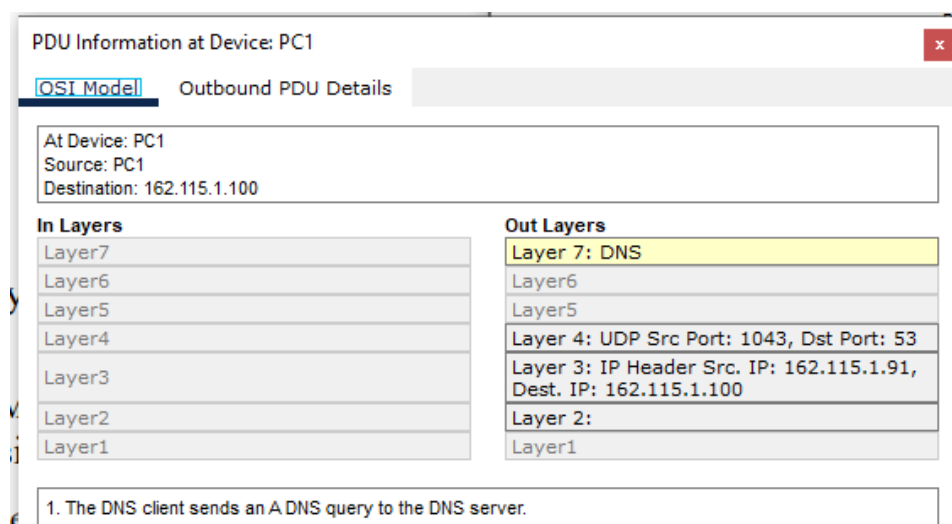 PDU Information at Device: PC1
x
OSI Model
Outbound PDU Details
At Device: PC1
Source: PC1
Destination: 162.115.1.100
In Layers
Layer7
Layer6
Layer5
Layer4
Layer3
Layer2
Layer1
Out Layers
Layer 7: DNS
Layer6
Layer5
Layer 4: UDP Src Port: 1043, Dst Port: 53
Layer 3: IP Header Src. IP: 162.115.1.91,
Dest. IP: 162.115.1.100
Layer 2:
Layer1
1. The DNS client sends an A DNS query to the DNS server.